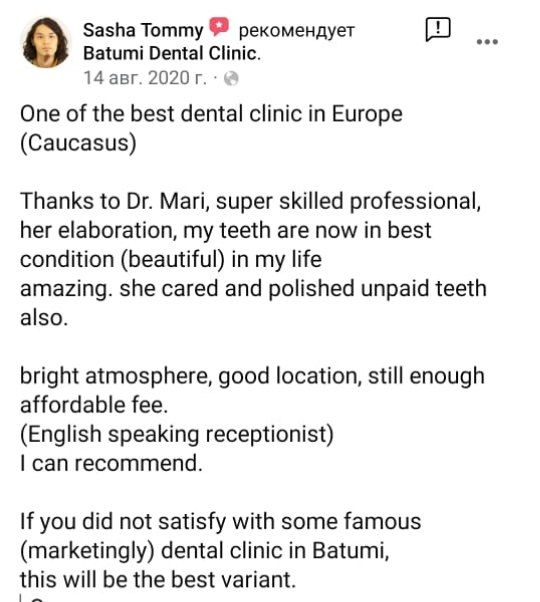 Sasha Tommy рекомендует
Batumi Dental Clinic.
14 авг. 2020 г. ·
One of the best dental clinic in Europe
(Caucasus)
Thanks to Dr. Mari, super skilled professional,
her elaboration, my teeth are now in best
condition (beautiful) in my life
amazing. she cared and polished unpaid teeth
also.
bright atmosphere, good location, still enough
affordable fee.
(English speaking receptionist)
I can recommend.
If you did not satisfy with some famous
(marketingly) dental clinic in Batumi,
this will be the best variant.